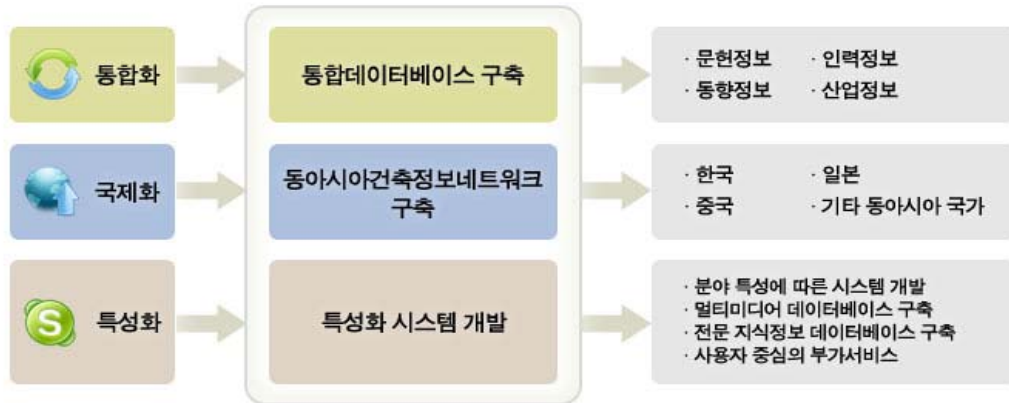 통합화
통합데이터베이스 구축
· 문헌정보 · 인력정보
· 동향정보 · 산업정보
국제화
동아시아건축정보네트워크
구축
· 한국 · 일본
· 중국 · 기타 동아시아 국가
S
특성화
특성화 시스템 개발
· 분야 특성에 따른 시스템 개발
· 멀티미디어 데이터베이스 구축
· 전문 지식정보 데이터베이스 구축
· 사용자 중심의 부가서비스